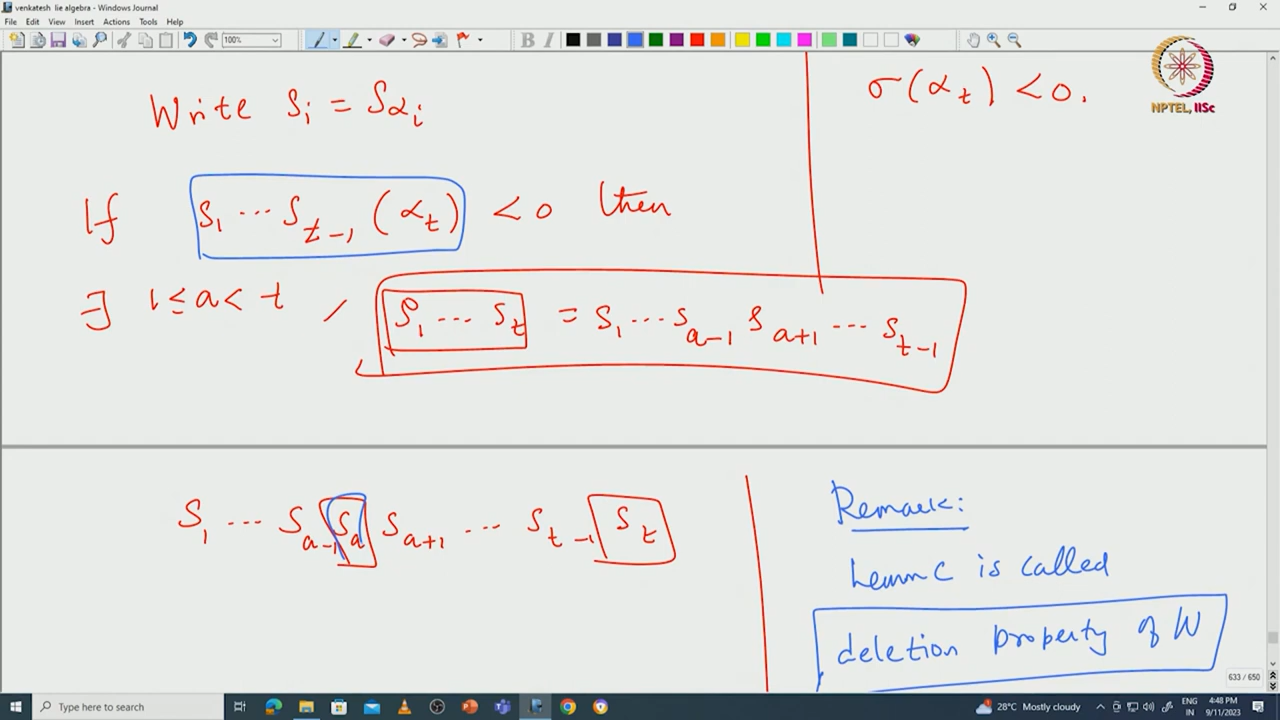 venkatesh lie algebra - Windows Journal
File Edit View Insert Actions Tools Help
100%
B I
NPTEL, IISc
Write S_i = S_{α_i}
σ(α_t) < 0.
If S_1 ⋯ S_{t-1} (α_t) < 0 then
∃ 1 ≤ a < t / S_1 ⋯ S_t = S_1 ⋯ S_{a-1} S_{a+1} ⋯ S_{t-1}
S_1 ⋯ S_{a-1} S_a S_{a+1} ⋯ S_{t-1} S_t
Remark:
Lemm C is called
deletion property of W
633 / 650
Type here to search
28°C Mostly cloudy
ENG
IN
4:48 PM
9/11/2023